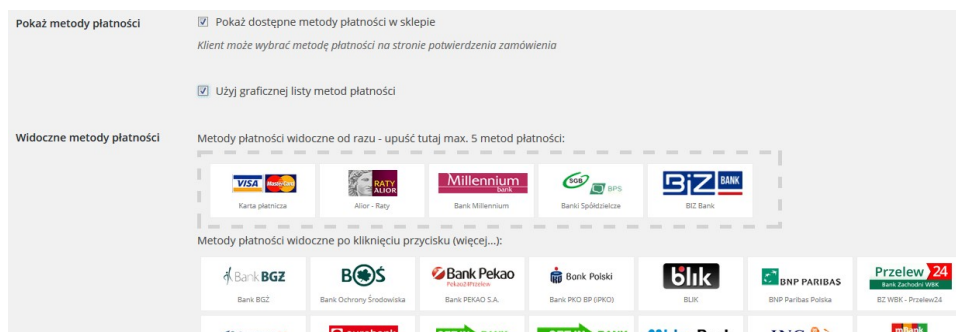 Pokaż metody płatności
Pokaż dostępne metody płatności w sklepie
Klient może wybrać metodę płatności na stronie potwierdzenia zamówienia
Użyj graficznej listy metod płatności
Widoczne metody płatności
Metody płatności widoczne od razu - upuść tutaj max. 5 metod płatności:
VISA MasterCard
RATY ALIOR
Millennium bank
SGB BPS
BiZ BANK
Karta płatnicza
Alior - Raty
Bank Millennium
Banki Spółdzielcze
BIZ Bank
Metody płatności widoczne po kliknięciu przycisku (więcej...):
Bank BGŻ
BOŚ
Bank Pekao Pekao24Przelew
Bank Polski
blik
BNP PARIBAS
Przelew 24 Bank Zachodni WBK
Bank BGŻ
Bank Ochrony Środowiska
Bank PEKAO S.A.
Bank PKO BP (iPKO)
BLIK
BNP Paribas Polska
BZ WBK - Przelew24
eurobank
ING
mBank